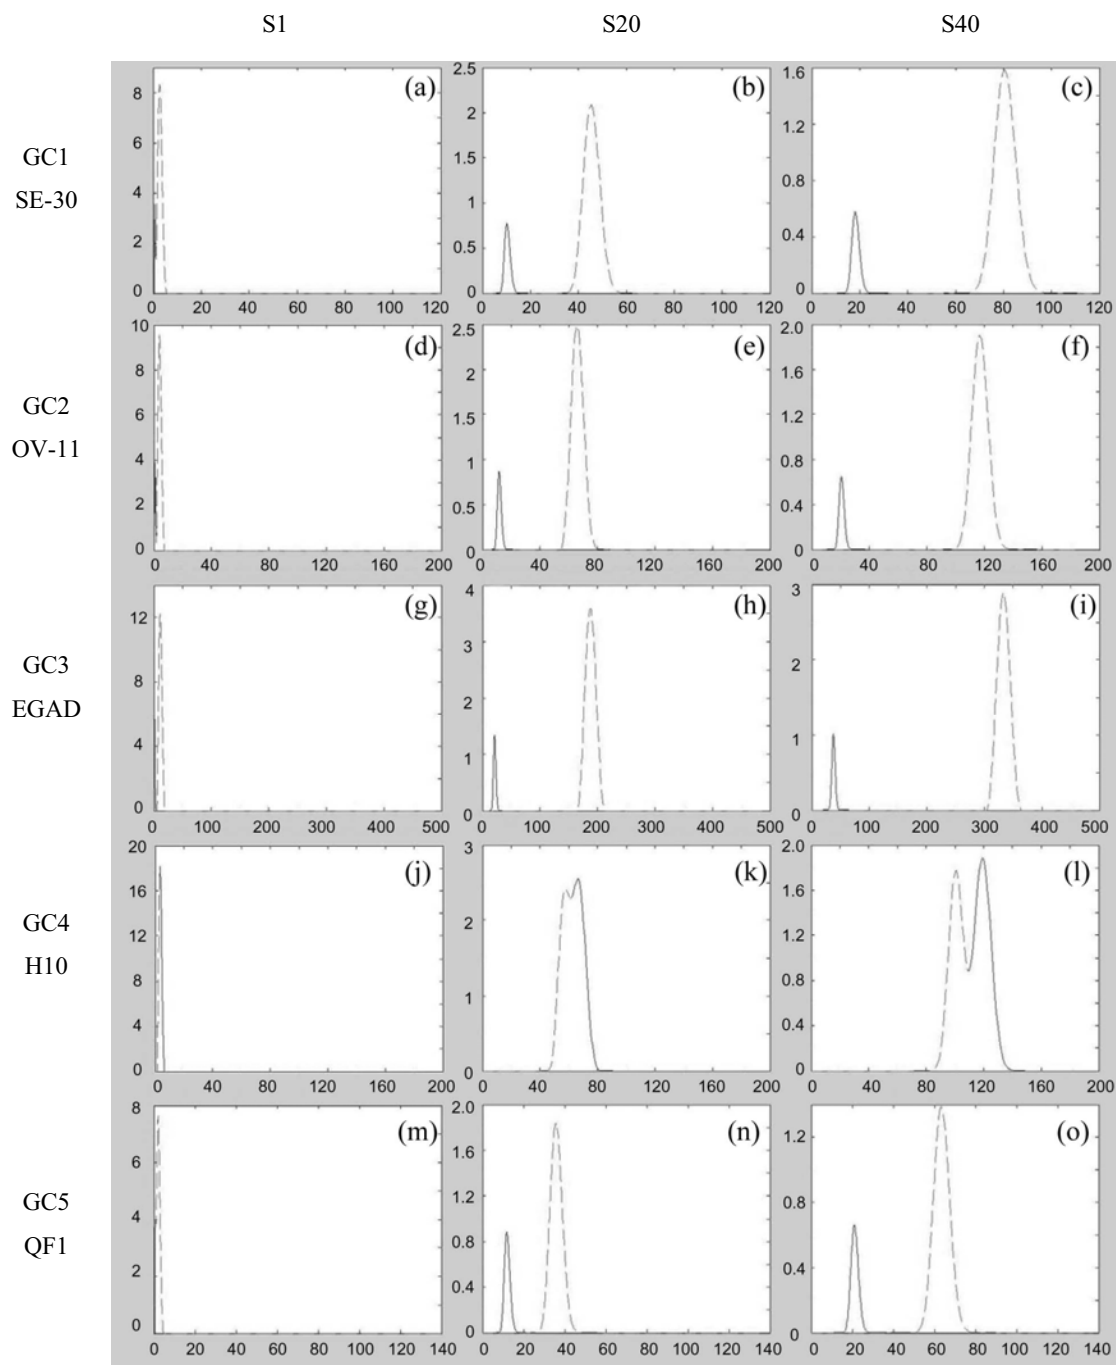 S1 S20 S40
GC1
SE-30
(a) (b) (c)
8 6 4 2 0
0 20 40 60 80 100 120
2.5 2 1.5 1 0.5 0
0 20 40 60 80 100 120
1.6 1.2 0.8 0.4 0
0 20 40 60 80 100 120
GC2
OV-11
(d) (e) (f)
10 8 6 4 2 0
0 40 80 120 160 200
2.5 2 1.5 1 0.5 0
0 40 60 80 120 160 200
2.0 1.6 1.2 0.8 0.4 0
0 40 80 120 160 200
GC3
EGAD
(g) (h) (i)
12 8 4 0
0 100 200 300 400 500
4 3 2 1 0
0 100 200 300 400 500
3 2 1 0
0 100 200 300 400 500
GC4
H10
(j) (k) (l)
20 16 12 8 4 0
0 40 80 120 160 200
3 2 1 0
0 40 80 120 160 200
2.0 1.6 1.2 0.8 0.4 0
0 40 80 120 160 200
GC5
QF1
(m) (n) (o)
8 6 4 2 0
0 20 40 60 80 100 120 140
2.0 1.6 1.2 0.8 0.4 0
0 20 40 60 80 100 120 140
1.2 0.8 0.4 0
0 20 40 60 80 100 120 140